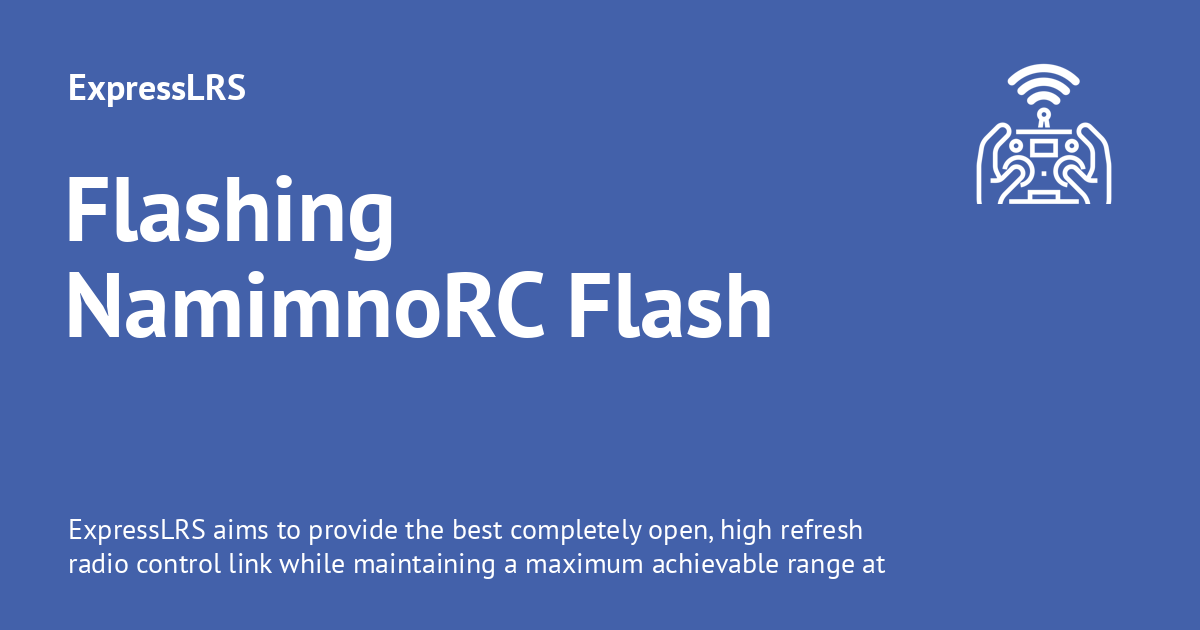 ExpressLRS
Flashing
NamimnoRC Flash
ExpressLRS aims to provide the best completely open, high refresh
radio control link while maintaining a maximum achievable range at